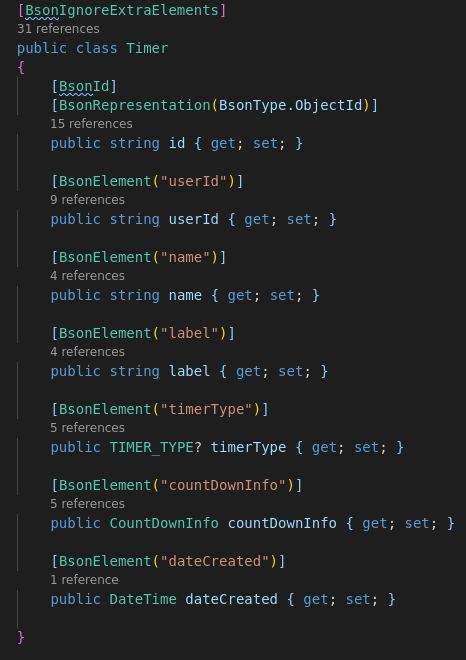 [BsonIgnoreExtraElements]
31 references
public class Timer
{
[BsonId]
[BsonRepresentation(BsonType.ObjectId)]
15 references
public string id { get; set; }
[BsonElement("userId")]
9 references
public string userId { get; set; }
[BsonElement("name")]
4 references
public string name { get; set; }
[BsonElement("label")]
4 references
public string label { get; set; }
[BsonElement("timerType")]
5 references
public TIMER_TYPE? timerType { get; set; }
[BsonElement("countDownInfo")]
5 references
public CountDownInfo countDownInfo { get; set; }
[BsonElement("dateCreated")]
1 reference
public DateTime dateCreated { get; set; }
}